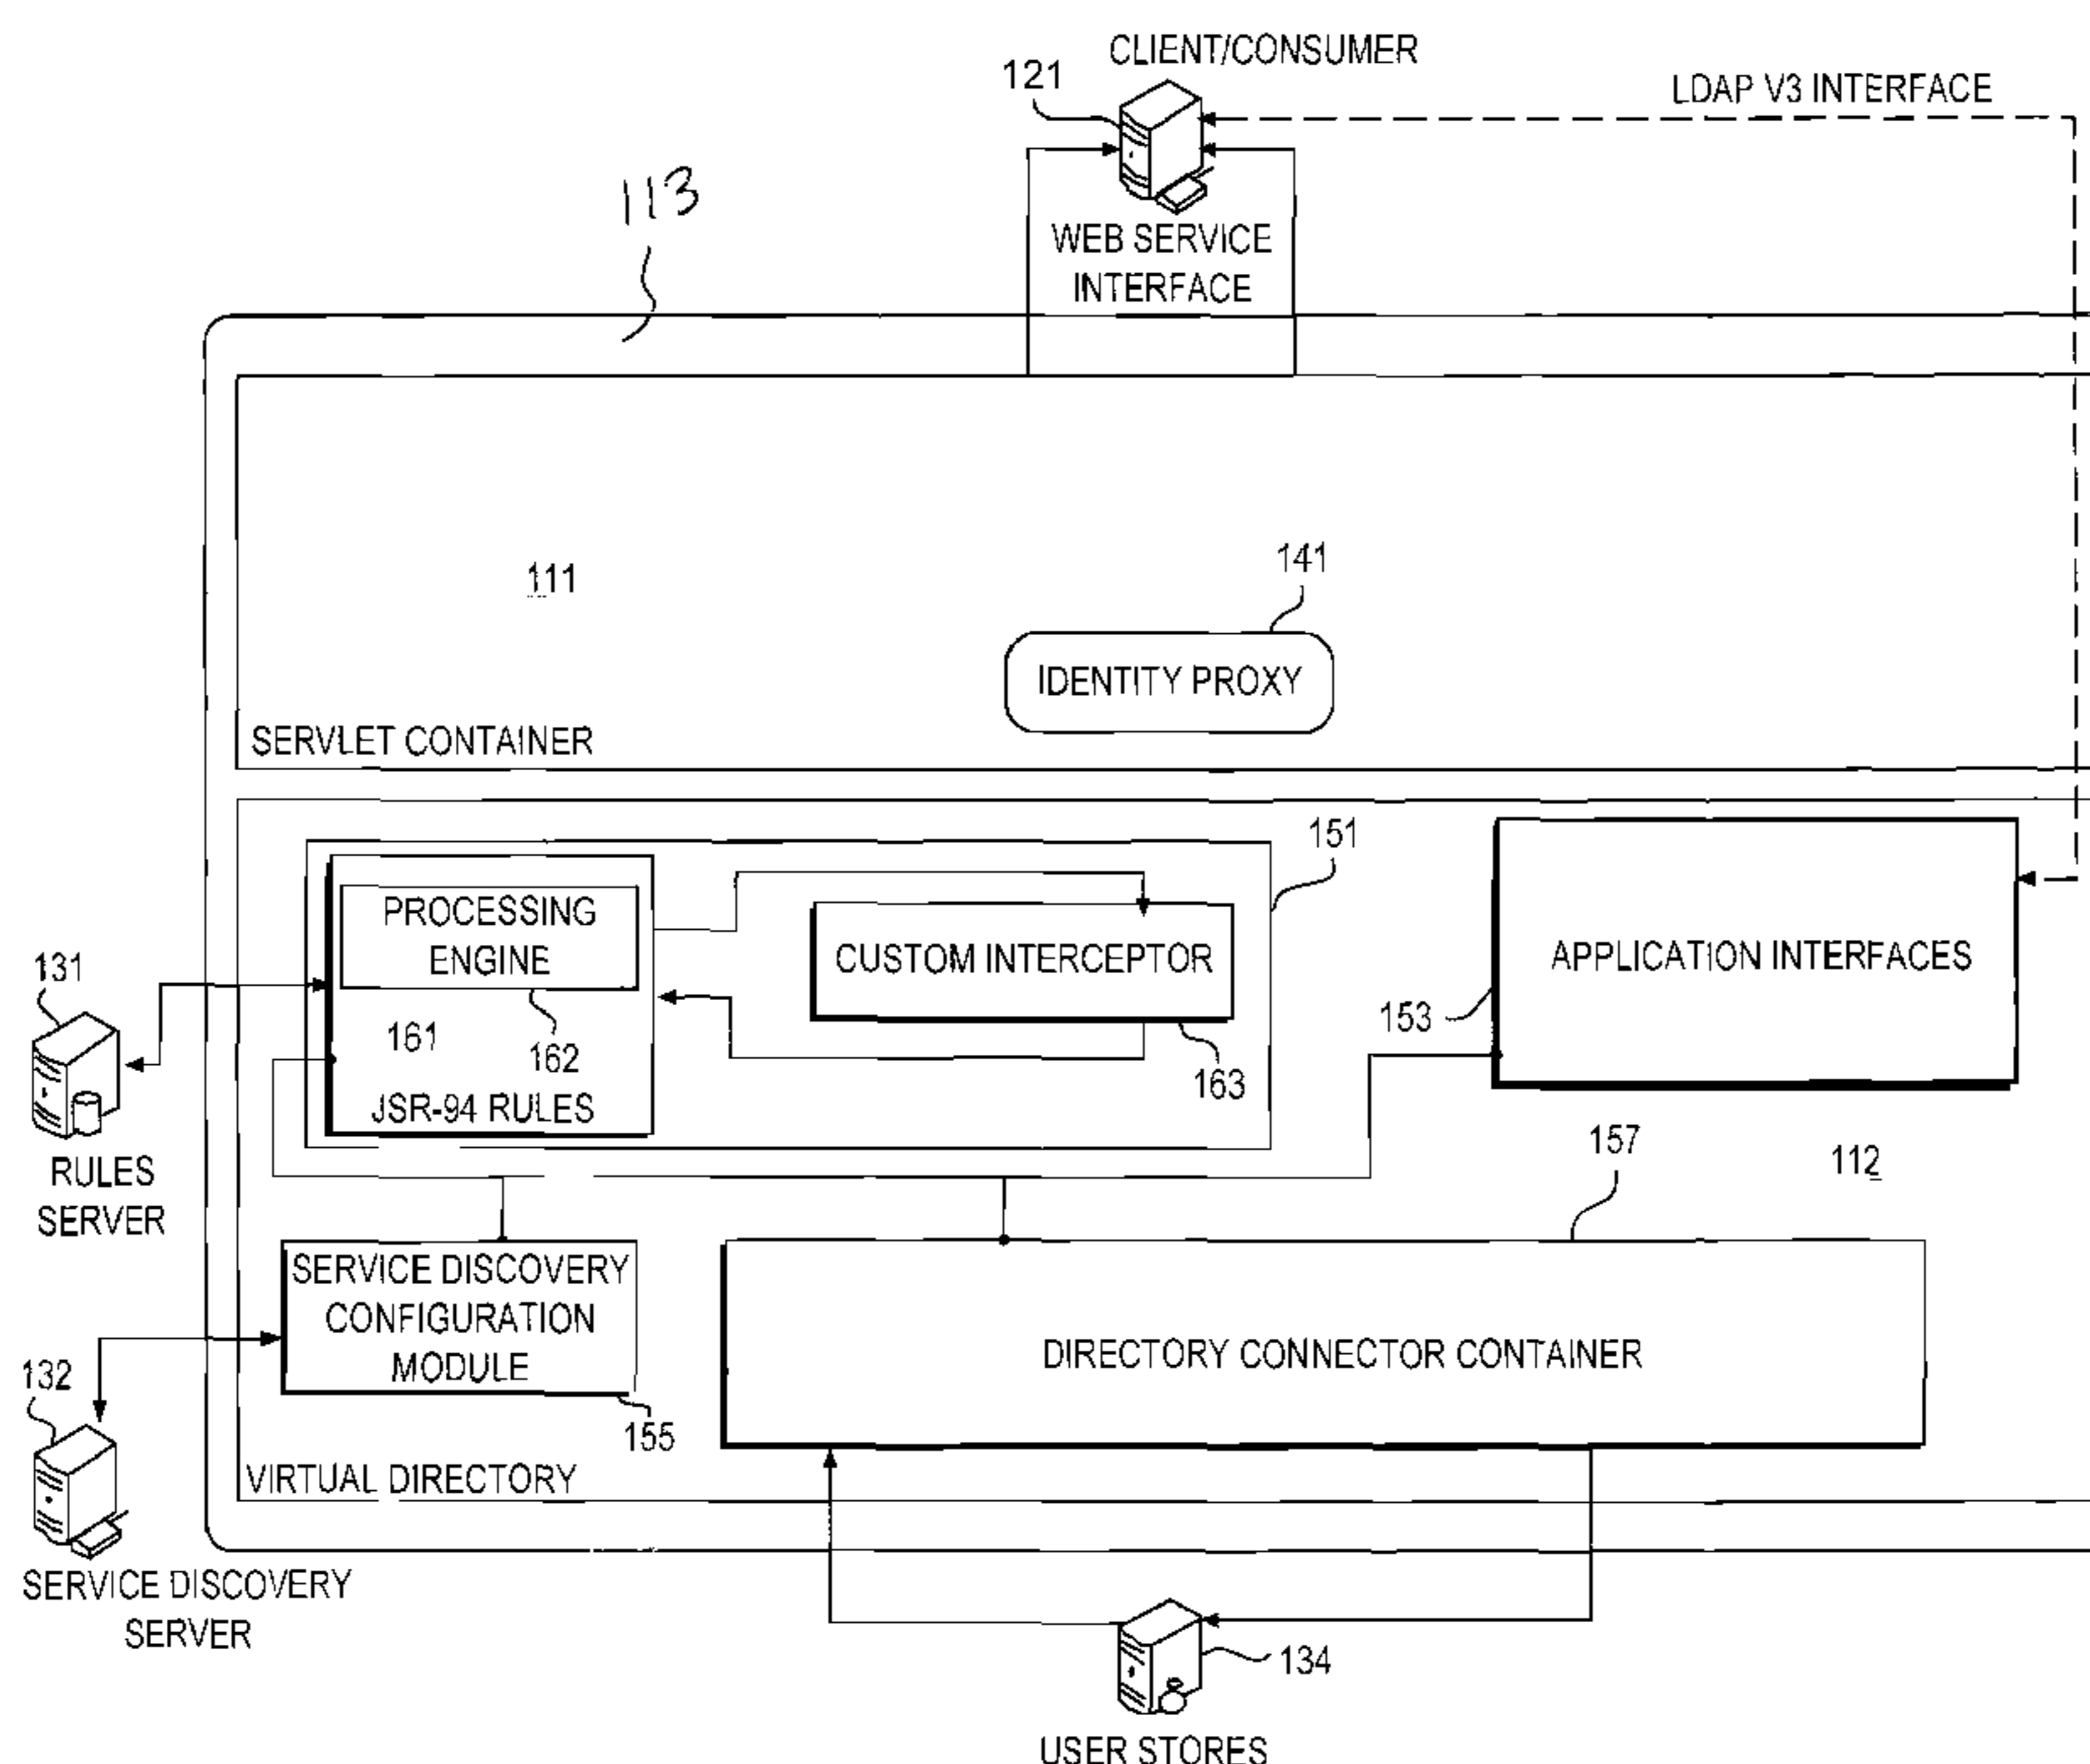 CLIENT/CONSUMER
121
LDAP V3 INTERFACE
113
WEB SERVICE
INTERFACE
111
141
IDENTITY PROXY
SERVLET CONTAINER
151
PROCESSING
ENGINE
CUSTOM INTERCEPTOR
APPLICATION INTERFACES
131
153
161
162
163
JSR-94 RULES
157
112
RULES
SERVER
SERVICE DISCOVERY
CONFIGURATION
MODULE
DIRECTORY CONNECTOR CONTAINER
132
155
VIRTUAL DIRECTORY
SERVICE DISCOVERY
SERVER
134
USER STORES